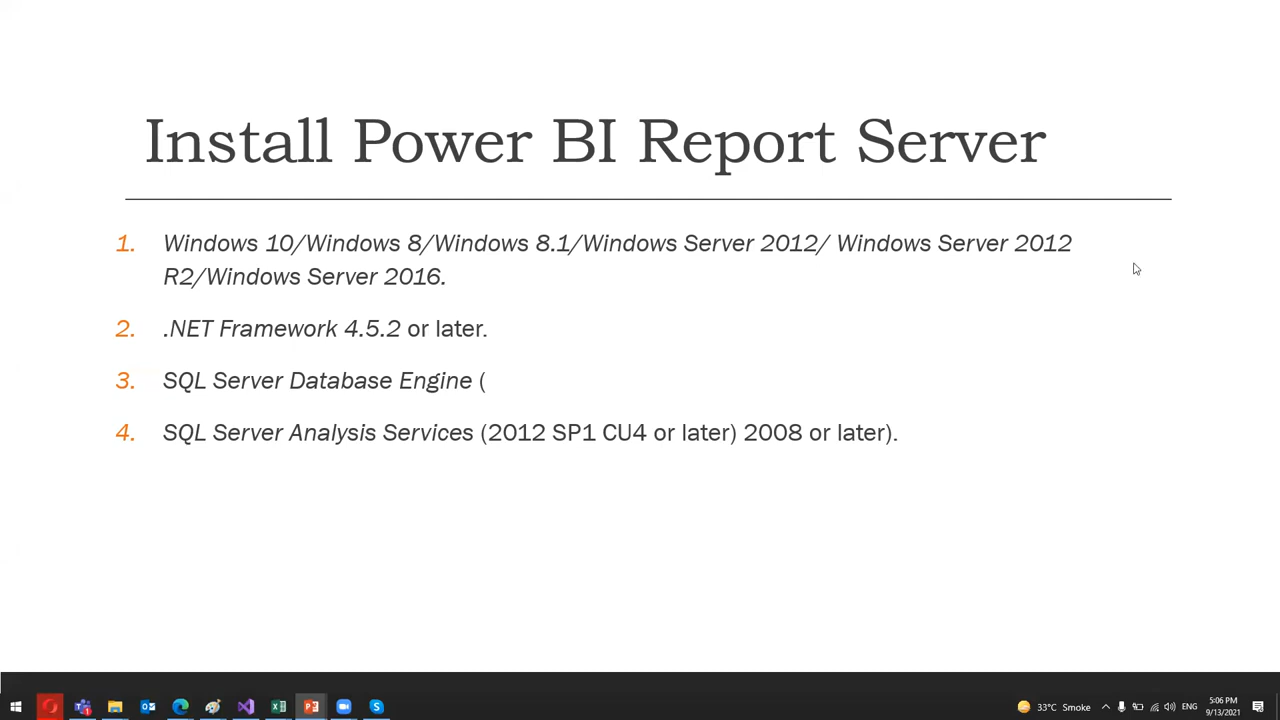 Install Power BI Report Server
1. Windows 10/Windows 8/Windows 8.1/Windows Server 2012/ Windows Server 2012
R2/Windows Server 2016.
2. .NET Framework 4.5.2 or later.
3. SQL Server Database Engine (
4. SQL Server Analysis Services (2012 SP1 CU4 or later) 2008 or later).
33°C Smoke
ENG
5:06 PM
9/13/2021